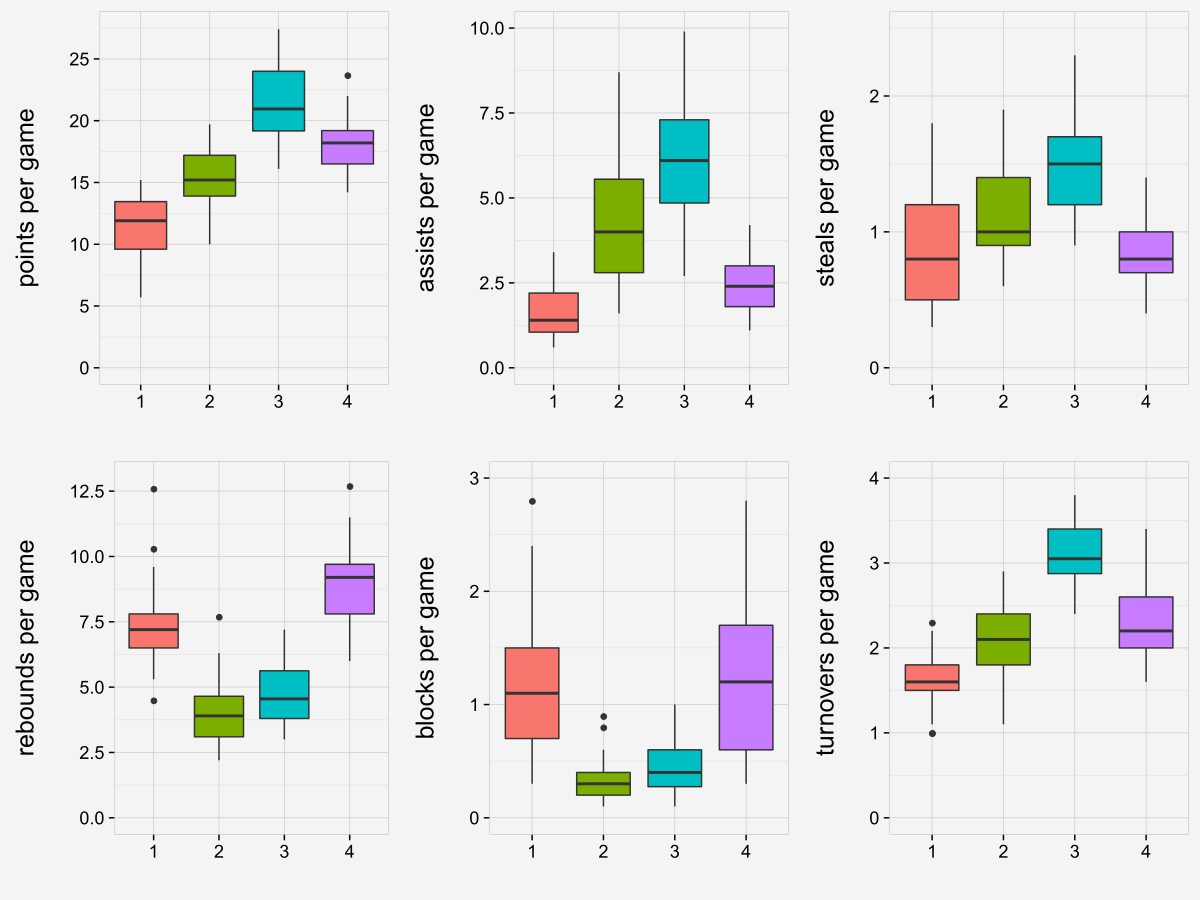 points per game
25
20
15
10
5
0
1 2 3 4
assists per game
10.0
7.5
5.0
2.5
0.0
1 2 3 4
steals per game
2
1
0
1 2 3 4
rebounds per game
12.5
10.0
7.5
5.0
2.5
0.0
1 2 3 4
blocks per game
3
2
1
0
1 2 3 4
turnovers per game
4
3
2
1
0
1 2 3 4